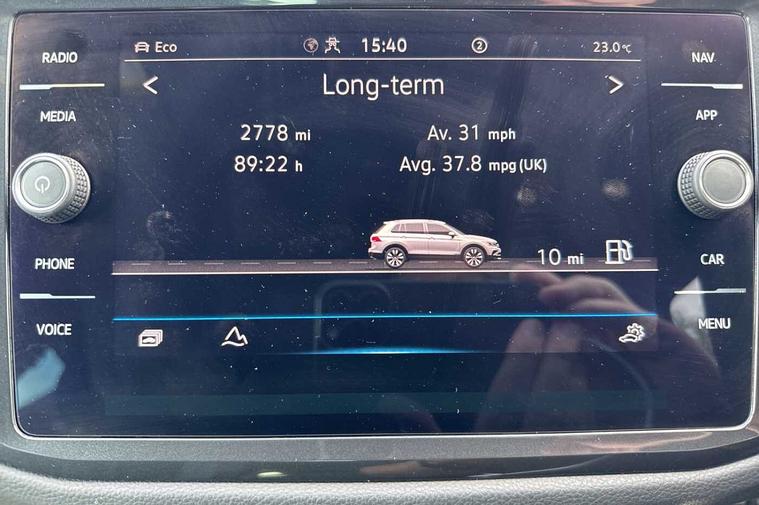 RADIO
MEDIA
PHONE
VOICE
Eco 15:40 2 23.0°C
Long-term
2778 mi Av. 31 mph
89:22 h Avg. 37.8 mpg (UK)
10 mi
NAV
APP
CAR
MENU